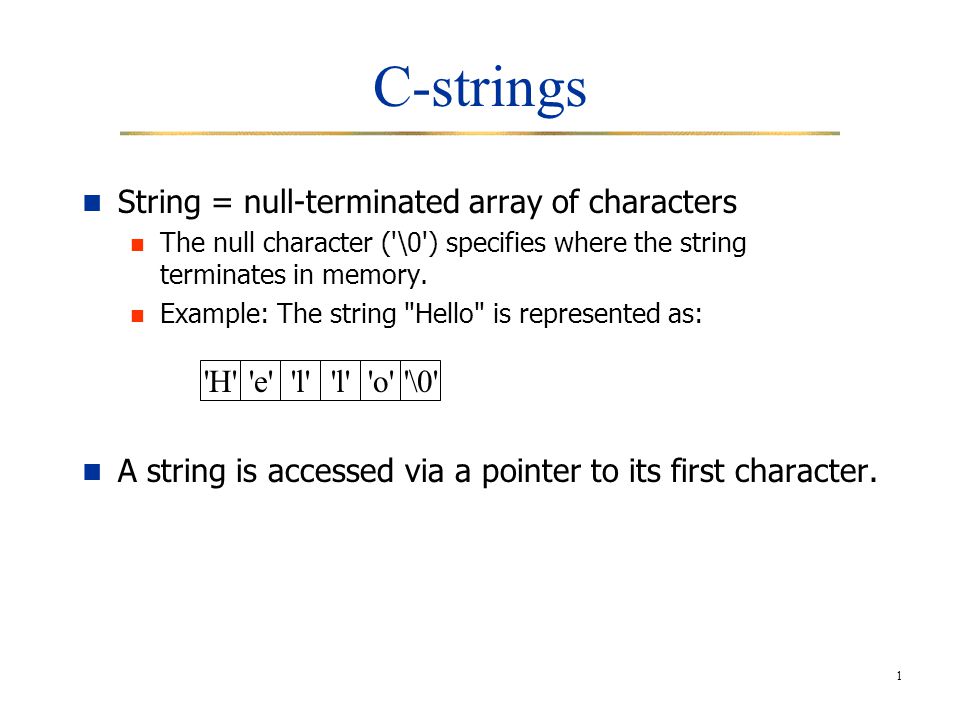 C-strings
String = null-terminated array of characters
The null character ('\0') specifies where the string
terminates in memory.
Example: The string "Hello" is represented as:
'H' 'e' 'l' 'l' 'o' '\0'
A string is accessed via a pointer to its first character.
1